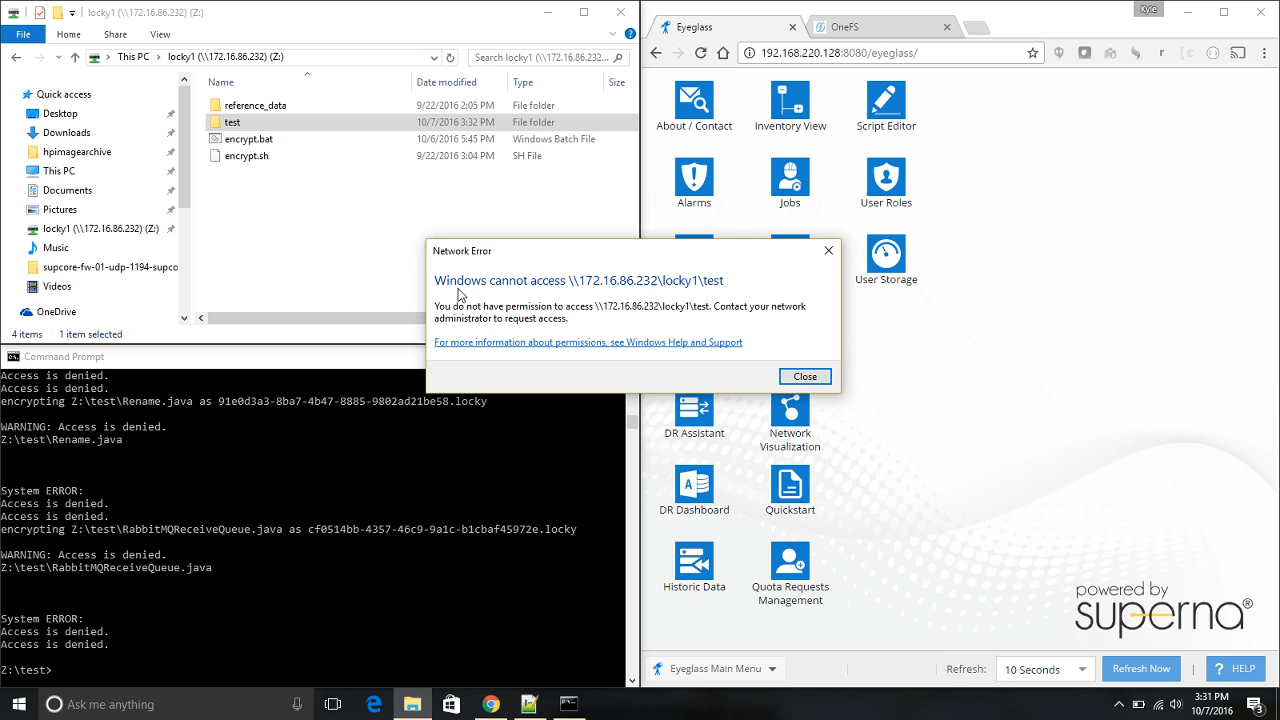 locky1 (\\172.16.86.232) (Z:)
File
Home
Share
View
This PC
locky1 (\\172.16.86.232) (Z:)
Search locky1 (\\172.16.86.232...
Name
Date modified
Type
Size
Quick access
Desktop
Downloads
hpimagearchive
This PC
Documents
Pictures
locky1 (\\172.16.86.232) (Z:)
Music
supcore-fw-01-udp-1194-supco
Videos
OneDrive
reference_data 9/22/2016 2:05 PM File folder
test 10/7/2016 3:32 PM File folder
encrypt.bat 10/6/2016 5:45 PM Windows Batch File
encrypt.sh 9/22/2016 3:04 PM SH File
4 items 1 item selected
Network Error
Windows cannot access \\172.16.86.232\locky1\test
You do not have permission to access \\172.16.86.232\locky1\test. Contact your network
administrator to request access.
For more information about permissions, see Windows Help and Support
Close
Command Prompt
Access is denied.
Access is denied.
encrypting Z:\test\Rename.java as 91e0d3a3-8ba7-4b47-8885-9802ad21be58.locky
WARNING: Access is denied.
Z:\test\Rename.java
System ERROR:
Access is denied.
Access is denied.
encrypting Z:\test\RabbitMQReceiveQueue.java as cf0514bb-4357-46c9-9a1c-b1cbaf45972e.locky
WARNING: Access is denied.
Z:\test\RabbitMQReceiveQueue.java
System ERROR:
Access is denied.
Access is denied.
Z:\test>
Eyeglass
OneFS
Kyle
192.168.220.128:8080/eyeglass/
About / Contact
Inventory View
Script Editor
Alarms
Jobs
User Roles
User Storage
DR Assistant
Network
Visualization
DR Dashboard
Quickstart
Historic Data
Quota Requests
Management
powered by
superna®
Eyeglass Main Menu
Refresh:
10 Seconds
Refresh Now
? HELP
Ask me anything
3:31 PM
10/7/2016
3